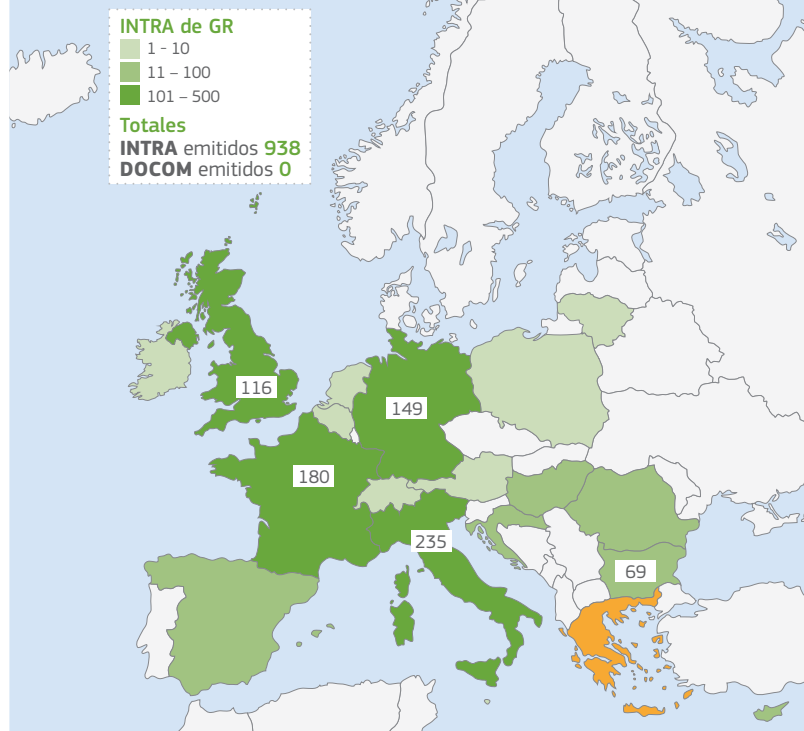 INTRA de GR
1 - 10
11 – 100
101 – 500
Totales
INTRA emitidos 938
DOCOM emitidos 0
116
149
180
235
69